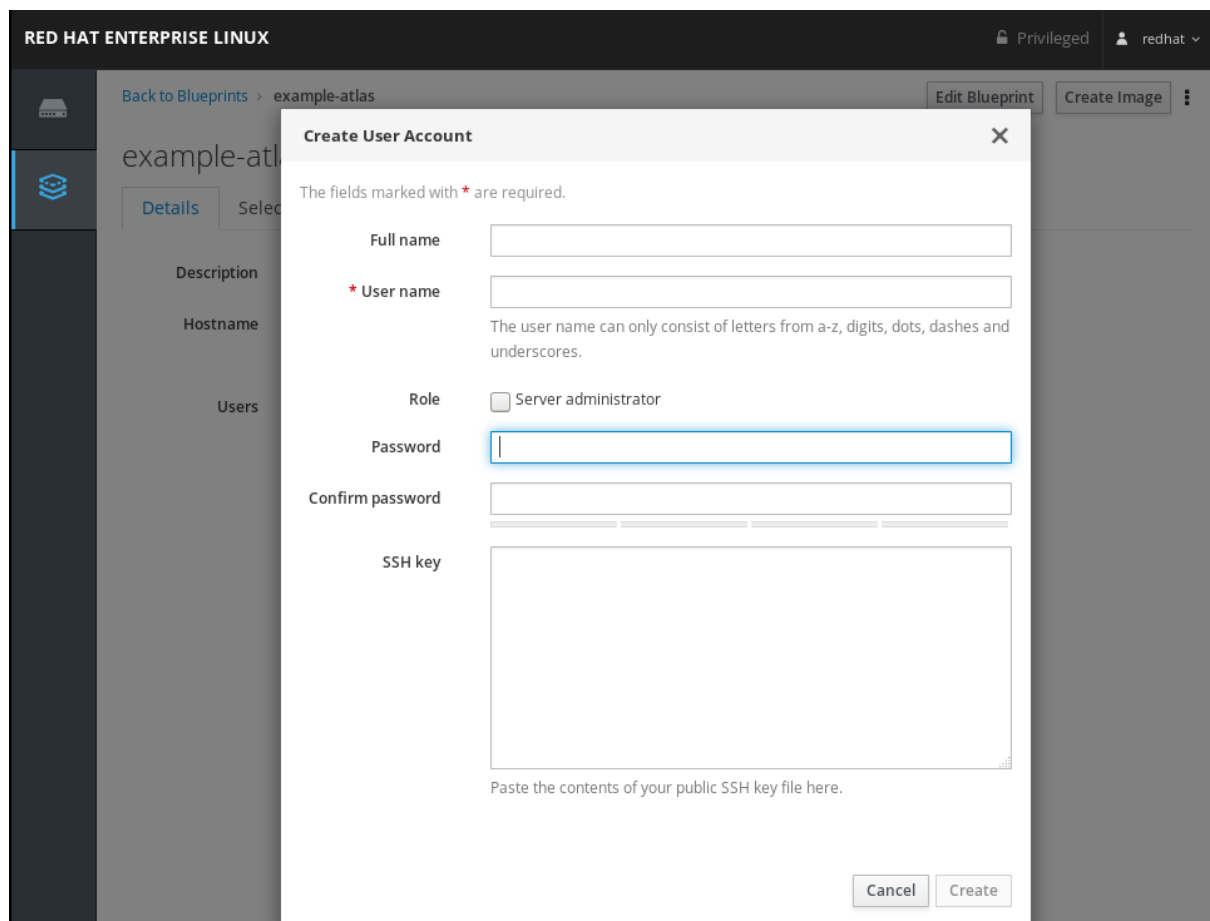 RED HAT ENTERPRISE LINUX
Privileged
redhat
Back to Blueprints › example-atlas
Edit Blueprint
Create Image
example-atl
Details
Selec
Description
Hostname
Users
Create User Account
The fields marked with * are required.
Full name
* User name
The user name can only consist of letters from a-z, digits, dots, dashes and
underscores.
Role
Server administrator
Password
Confirm password
SSH key
Paste the contents of your public SSH key file here.
Cancel
Create